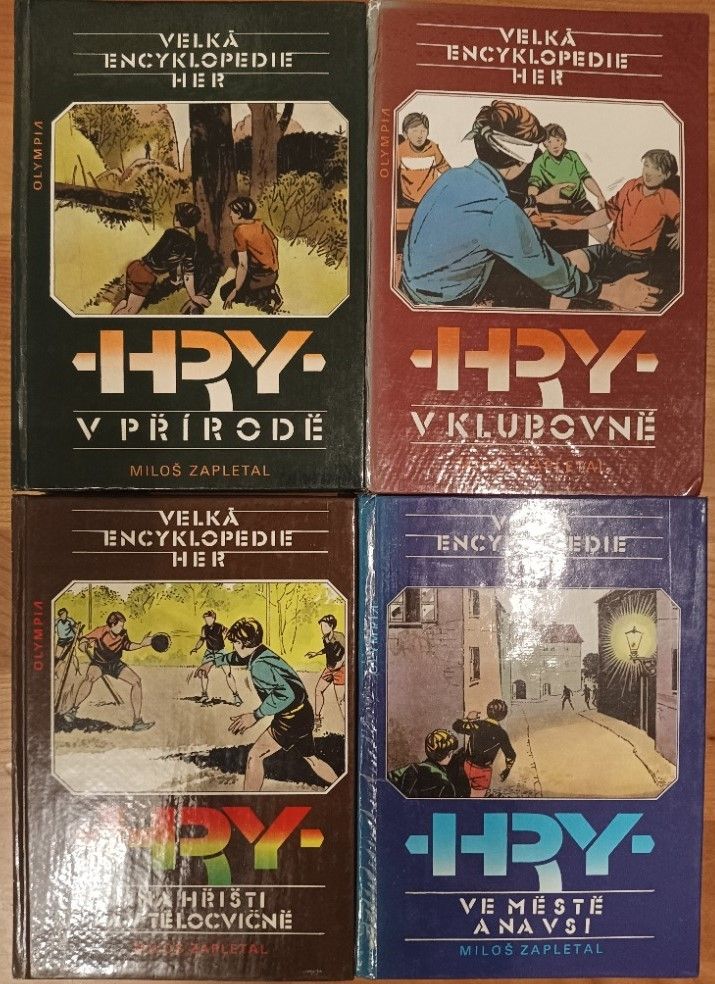 VELKÁ
ENCYKLOPEDIE
HER
OLYMPIA
HRY
V PŘÍRODĚ
MILOŠ ZAPLETAL
VELKÁ
ENCYKLOPEDIE
HER
OLYMPIA
HRY
V KLUBOVNĚ
ZAPLETAL
VELKÁ
ENCYKLOPEDIE
HER
OLYMPIA
HRY
NA HŘIŠTI
TĚLOCVIČNĚ
MILOŠ ZAPLETAL
ENCYKLOPEDIE
OLYMPIA
HRY
VE MĚSTĚ
A NA VSI
MILOŠ ZAPLETAL